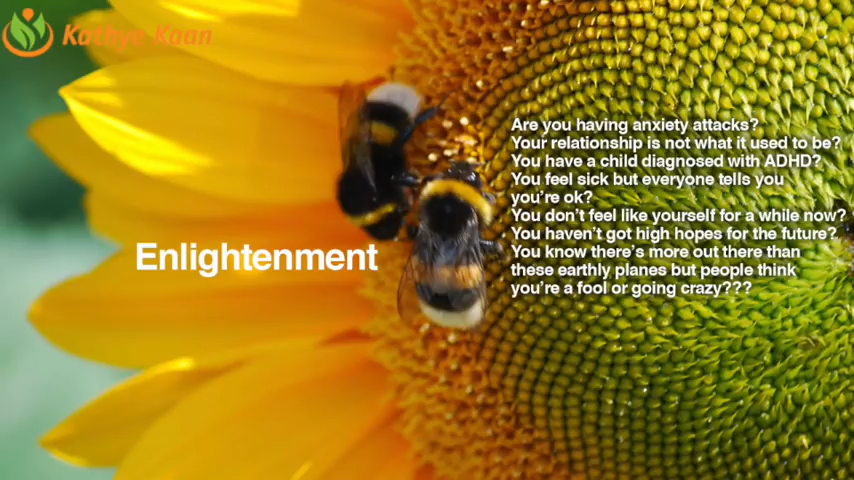 Kathye Kaan
Enlightenment
Are you having anxiety attacks?
Your relationship is not what it used to be?
You have a child diagnosed with ADHD?
You feel sick but everyone tells you
you're ok?
You don't feel like yourself for a while now?
You haven't got high hopes for the future?
You know there's more out there than
these earthly planes but people think
you're a fool or going crazy???